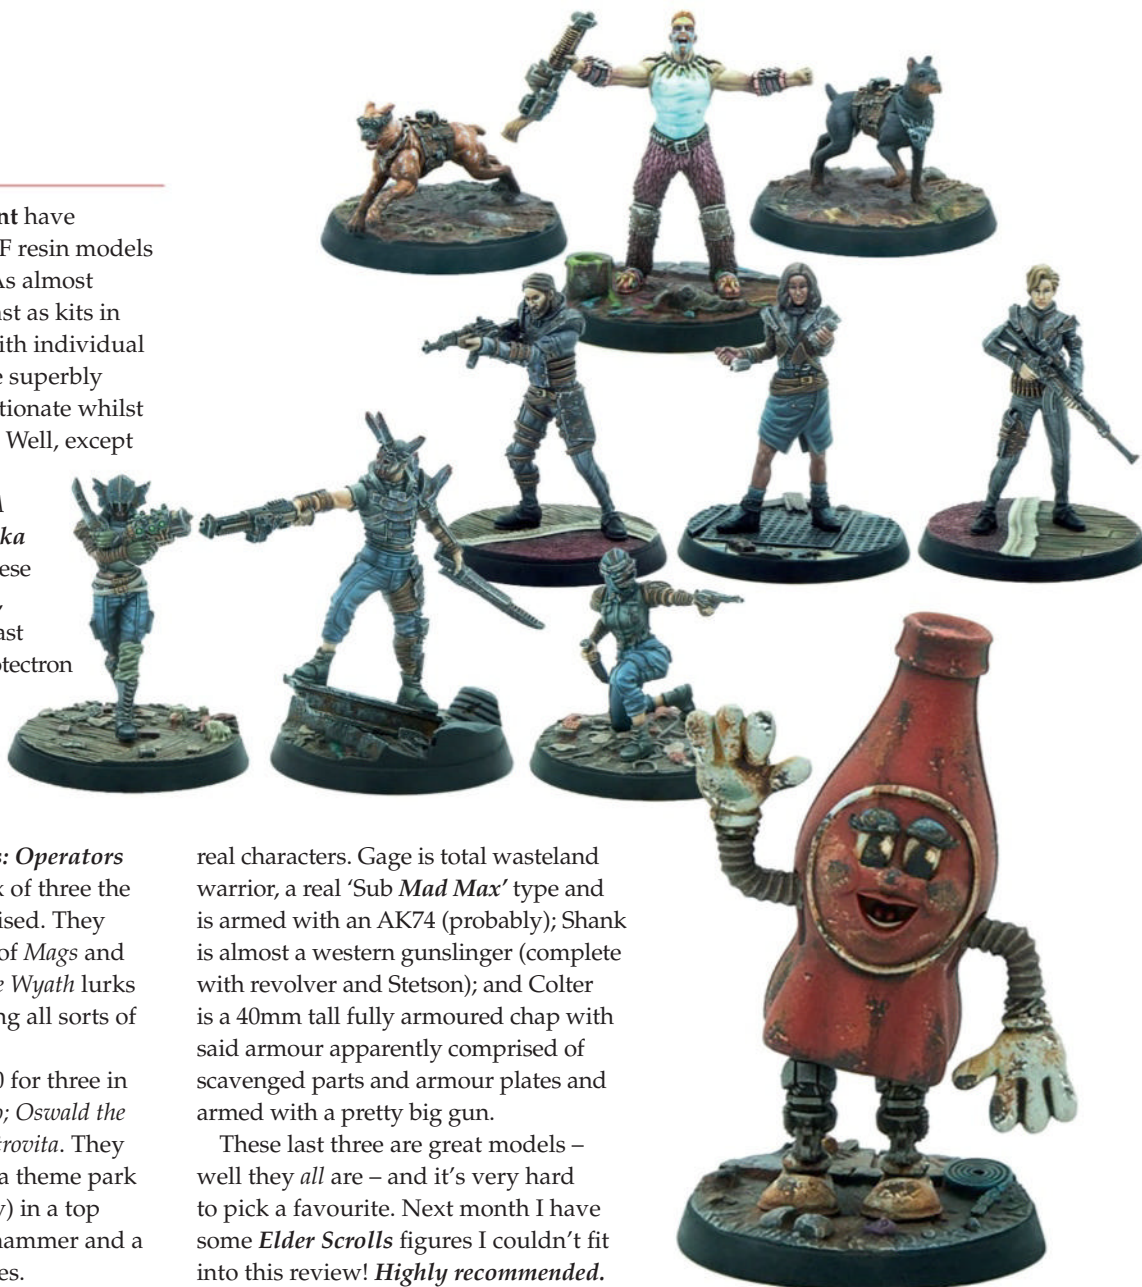 nt have
F resin models
As almost
ast as kits in
ith individual
e superbly
tionate whilst
Well, except
ka
ese
ast
otectron
s: Operators
x of three the
ised. They
of Mags and
e Wyath lurks
ng all sorts of
0 for three in
o; Oswald the
trovita. They
a theme park
y) in a top
hammer and a
es.
real characters. Gage is total wasteland
warrior, a real ‘Sub Mad Max’ type and
is armed with an AK74 (probably); Shank
is almost a western gunslinger (complete
with revolver and Stetson); and Colter
is a 40mm tall fully armoured chap with
said armour apparently comprised of
scavenged parts and armour plates and
armed with a pretty big gun.
These last three are great models –
well they all are – and it’s very hard
to pick a favourite. Next month I have
some Elder Scrolls figures I couldn’t fit
into this review! Highly recommended.